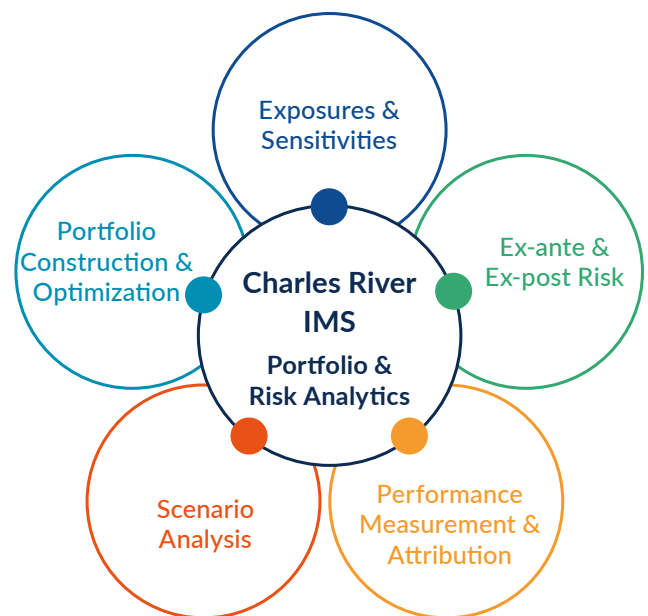 Exposures &
Sensitivities
Portfolio
Construction &
Optimization
Ex-ante &
Ex-post Risk
Charles River
IMS
Portfolio &
Risk Analytics
Scenario
Analysis
Performance
Measurement &
Attribution